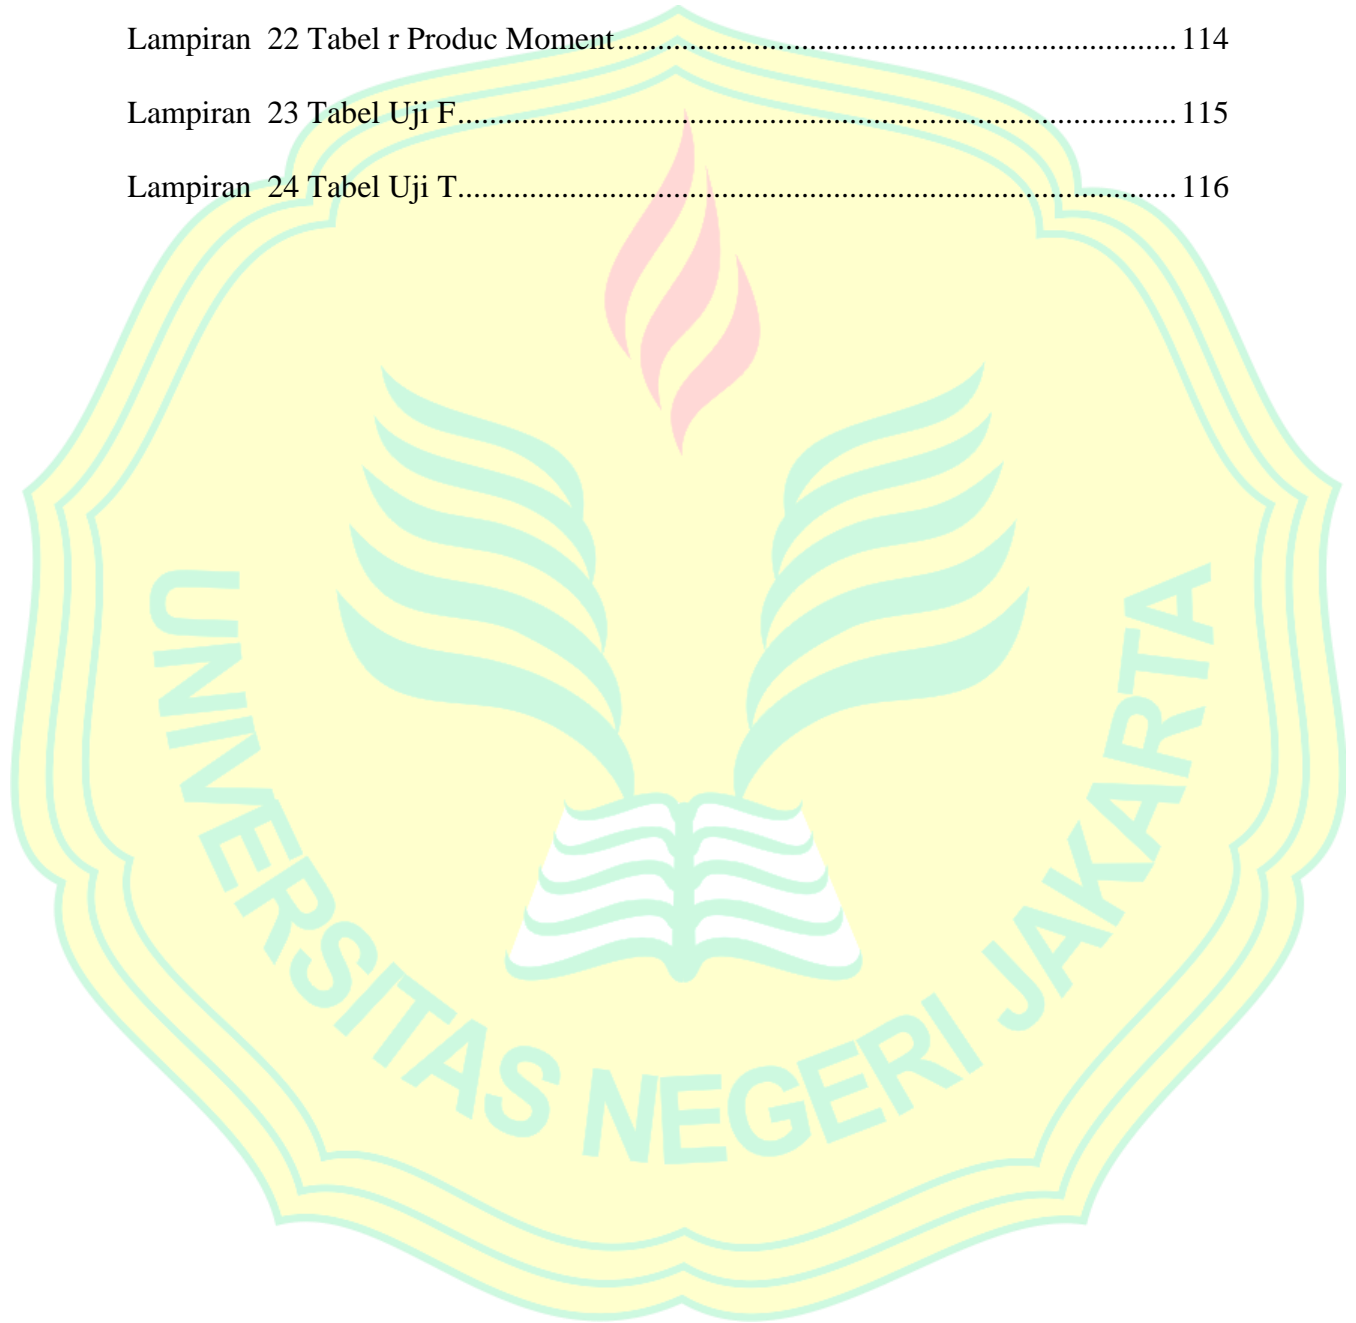 Lampiran  22 Tabel r Produc Moment..................................................................... 114
Lampiran  23 Tabel Uji F......................................................................................... 115
Lampiran  24 Tabel Uji T......................................................................................... 116
UNIVERSITAS NEGERI JAKARTA